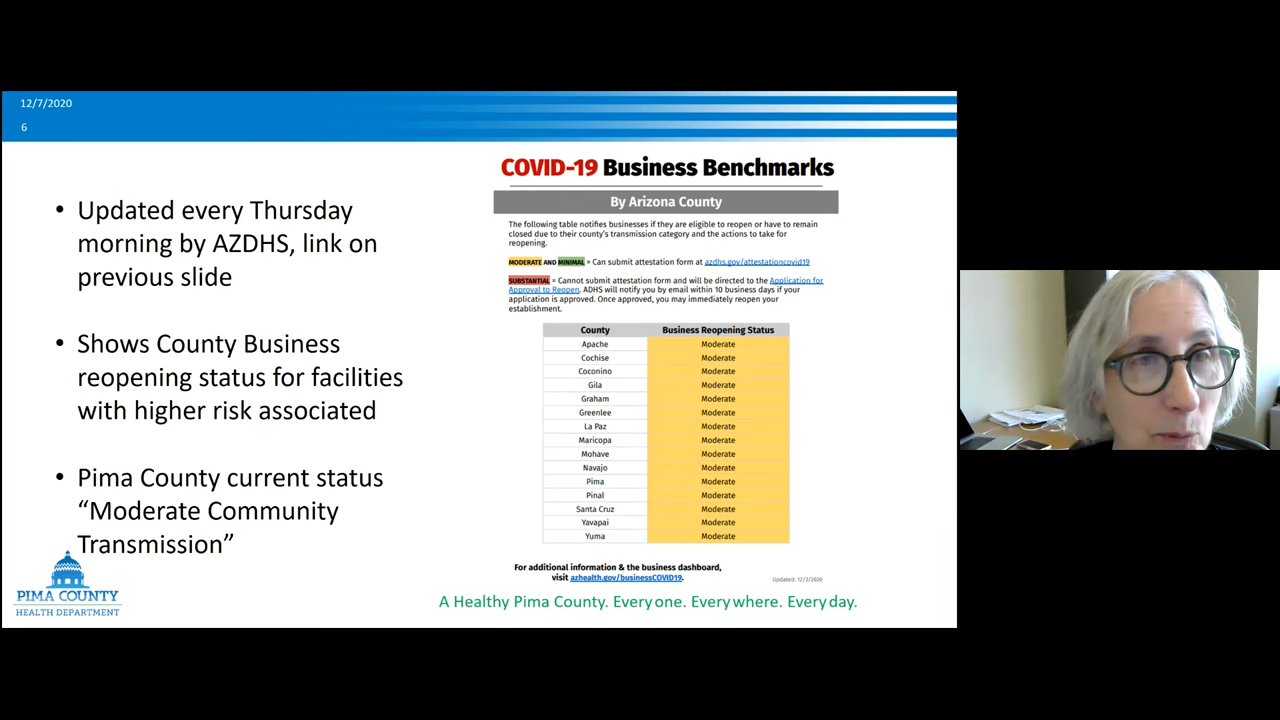 12/7/2020
6
• Updated every Thursday
morning by AZDHS, link on
previous slide
• Shows County Business
reopening status for facilities
with higher risk associated
• Pima County current status
“Moderate Community
Transmission”
PIMA COUNTY
HEALTH DEPARTMENT
COVID-19 Business Benchmarks
By Arizona County
The following table notifies businesses if they are eligible to reopen or have to remain
closed due to their county's transmission category and the actions to take for
reopening.
MODERATE AND MINIMAL = Can submit attestation form at azdhs.gov/attestationcovid19
SUBSTANTIAL = Cannot submit attestation form and will be directed to the Application for
Approval to Reopen. ADHS will notify you by email within 10 business days if your
application is approved. Once approved, you may immediately reopen your
establishment.
County Business Reopening Status
Apache Moderate
Cochise Moderate
Coconino Moderate
Gila Moderate
Graham Moderate
Greenlee Moderate
La Paz Moderate
Maricopa Moderate
Mohave Moderate
Navajo Moderate
Pima Moderate
Pinal Moderate
Santa Cruz Moderate
Yavapai Moderate
Yuma Moderate
For additional information & the business dashboard,
visit azhealth.gov/businessCOVID19.
Updated: 12/3/2020
A Healthy Pima County. Every one. Every where. Every day.